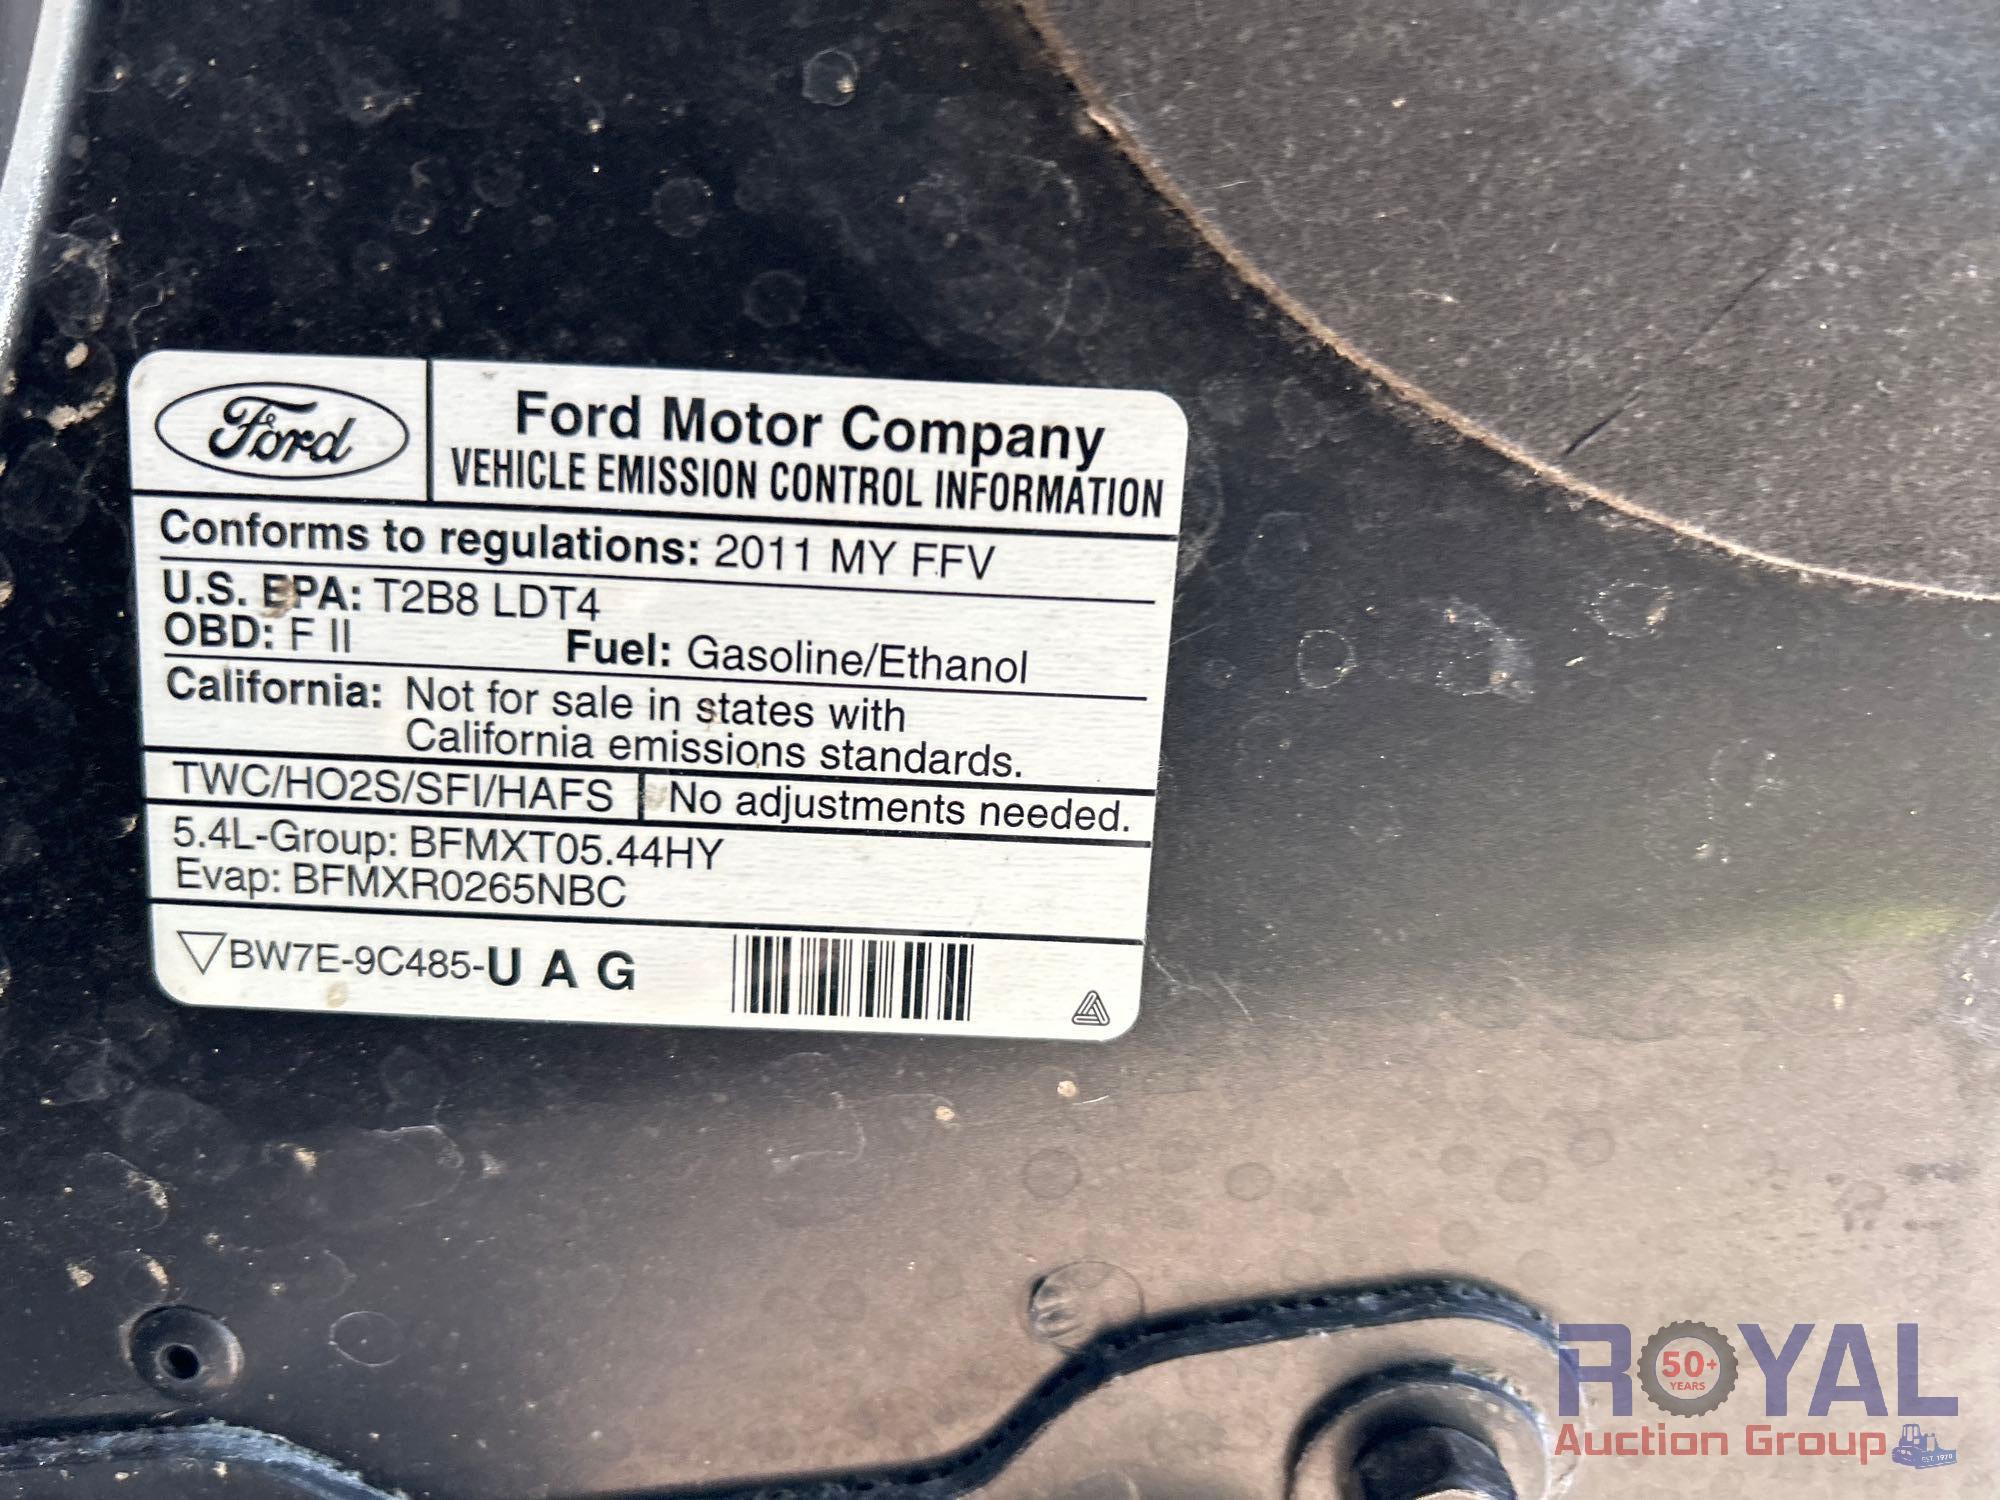 Ford
Ford Motor Company
VEHICLE EMISSION CONTROL INFORMATION
Conforms to regulations: 2011 MY FFV
U.S. EPA: T2B8 LDT4
OBD: F II Fuel: Gasoline/Ethanol
California: Not for sale in states with
California emissions standards.
TWC/HO2S/SFI/HAFS No adjustments needed.
5.4L-Group: BFMXT05.44HY
Evap: BFMXR0265NBC
BW7E-9C485-U A G
ROYAL
50+
YEARS
Auction Group
EST. 1970